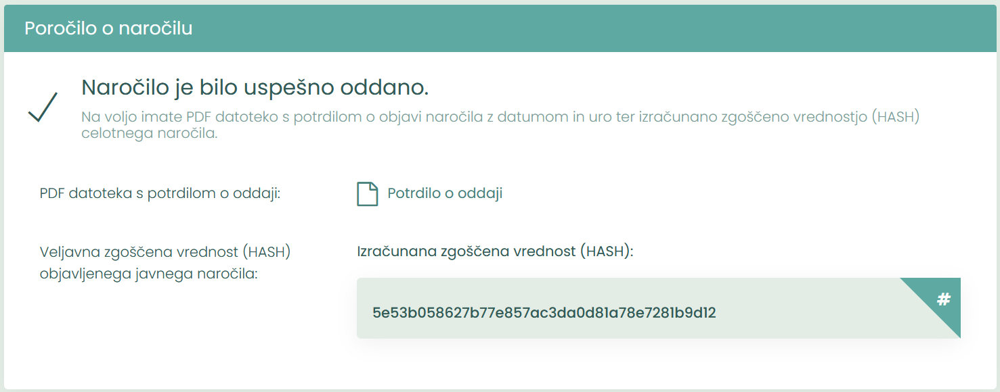 Poročilo o naročilu
Naročilo je bilo uspešno oddano.
Na voljo imate PDF datoteko s potrdilom o objavi naročila z datumom in uro ter izračunano zgoščeno vrednostjo (HASH)
celotnega naročila.
PDF datoteka s potrdilom o oddaji:
Potrdilo o oddaji
Veljavna zgoščena vrednost (HASH)
objavljenega javnega naročila:
Izračunana zgoščena vrednost (HASH):
#
5e53b058627b77e857ac3da0d81a78e7281b9d12